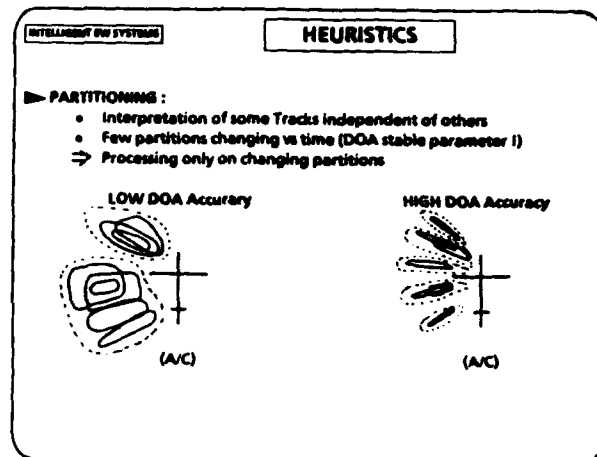 INTELLIGENT EW SYSTEMS
HEURISTICS
PARTITIONING :
• Interpretation of some Tracks independent of others
• Few partitions changing vs time (DOA stable parameter !)
⇒ Processing only on changing partitions
LOW DOA Accurary
HIGH DOA Accuracy
(A/C)
(A/C)